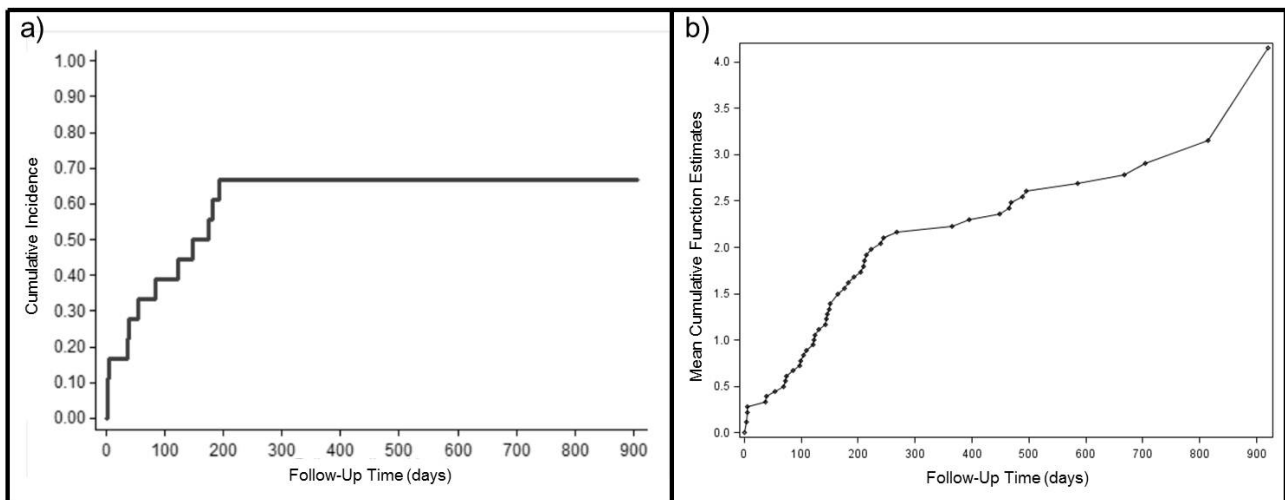 a)
Cumulative Incidence
1.00
0.90
0.80
0.70
0.60
0.50
0.40
0.30
0.20
0.10
0.00
0 100 200 300 400 500 600 700 800 900
Follow-Up Time (days)
b)
Mean Cumulative Function Estimates
4.0
3.5
3.0
2.5
2.0
1.5
1.0
0.5
0.0
0 100 200 300 400 500 600 700 800 900
Follow-Up Time (days)